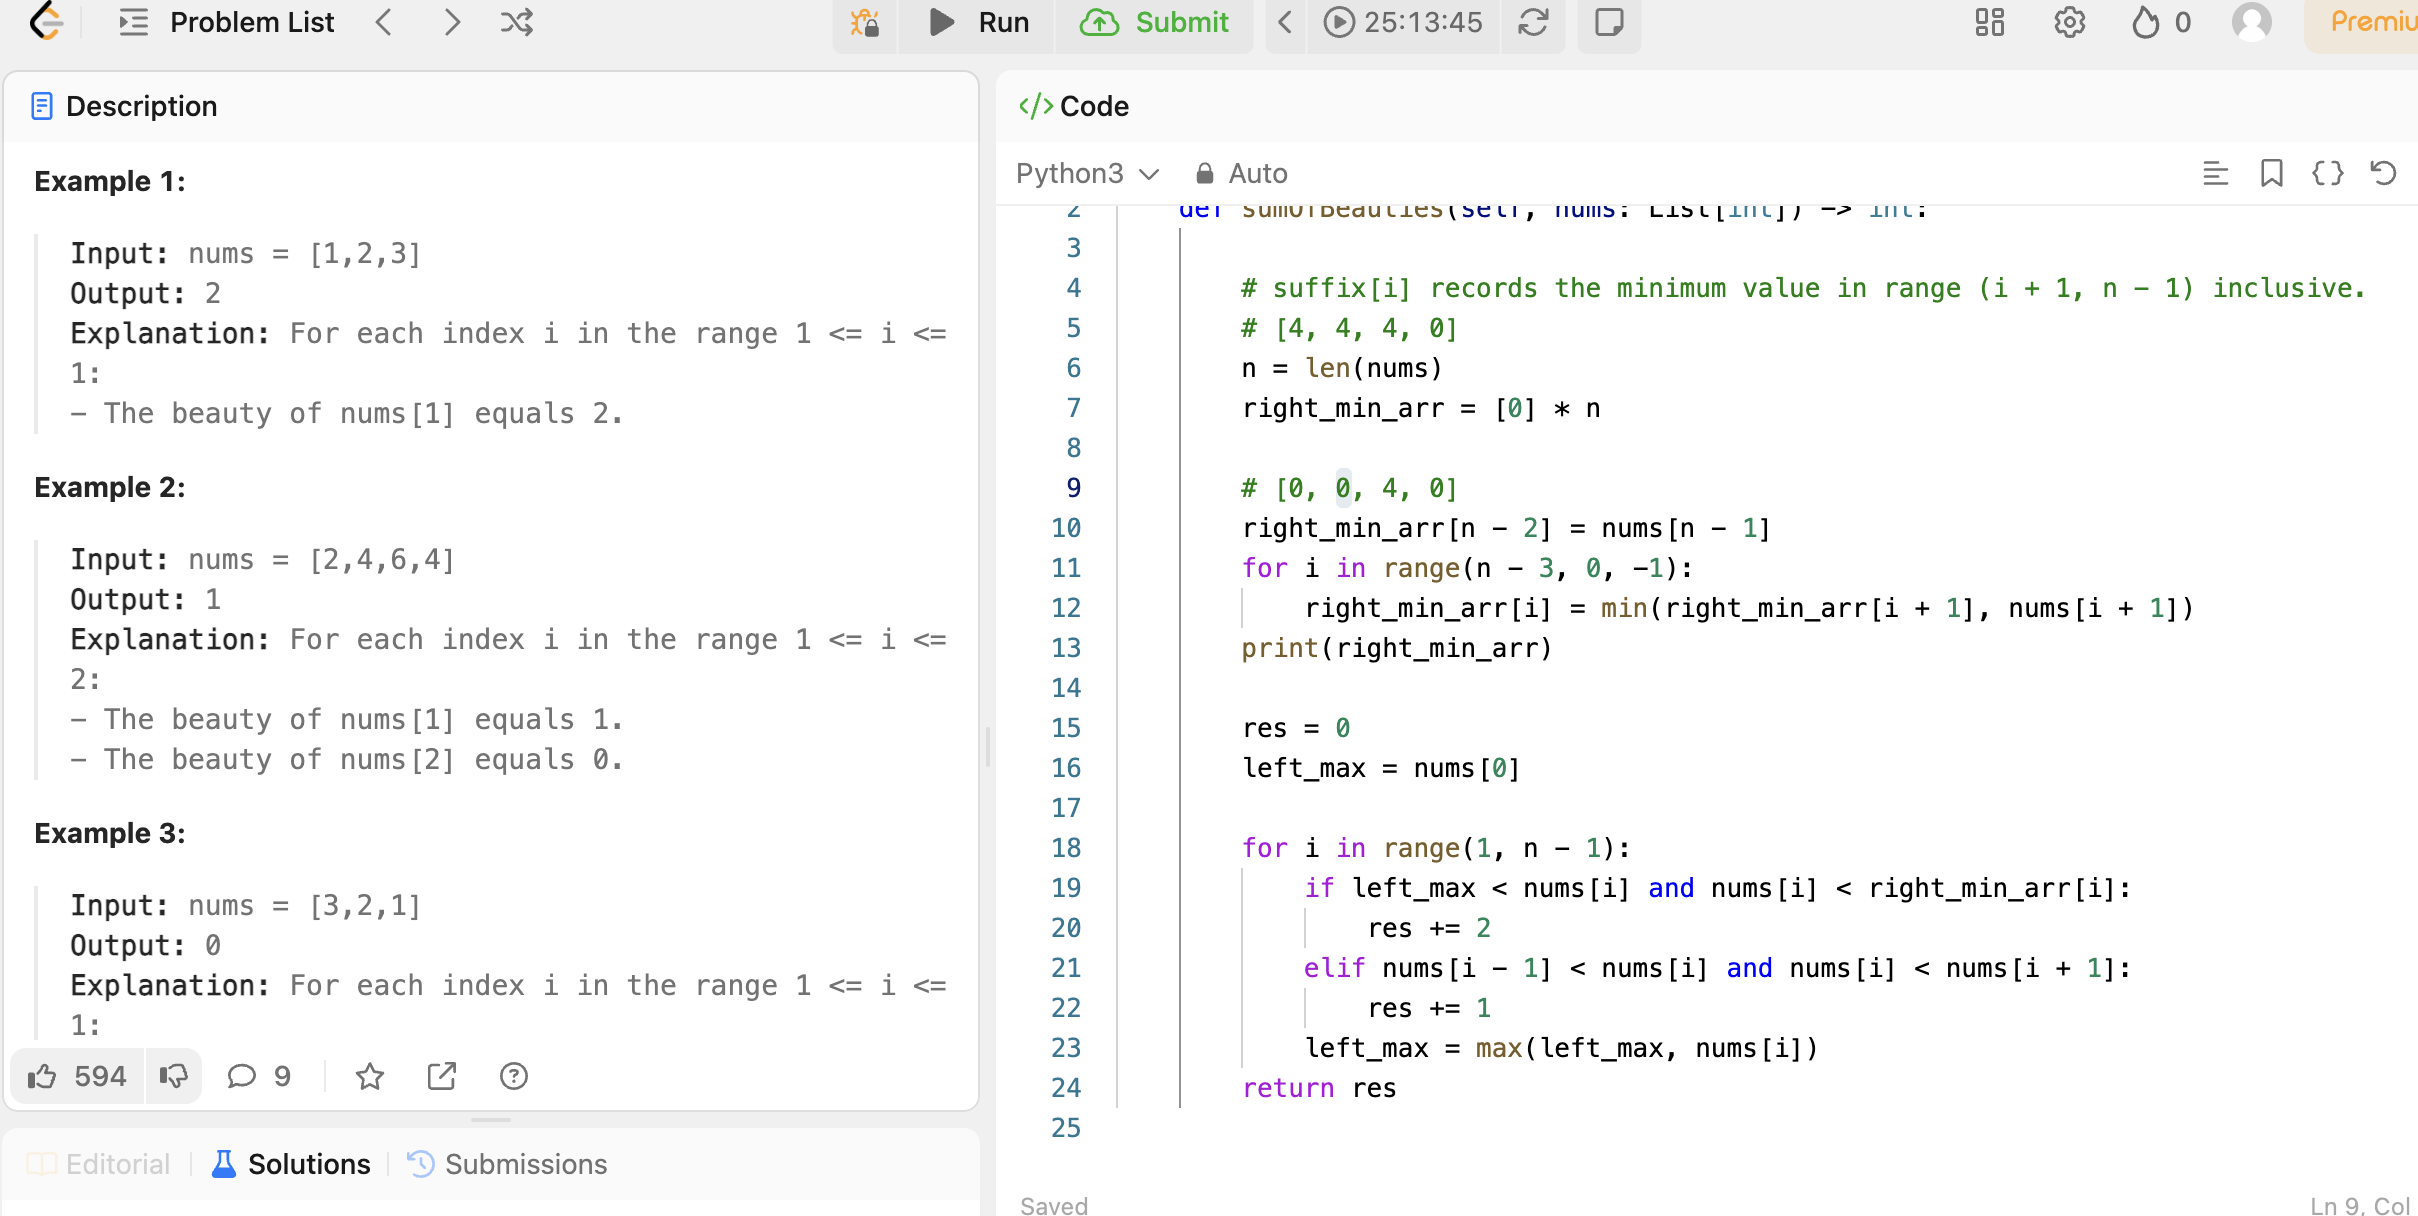 Problem List
Run
Submit
25:13:45
0
Premiu
Description
Example 1:
Input: nums = [1,2,3]
Output: 2
Explanation: For each index i in the range 1 <= i <=
1:
- The beauty of nums[1] equals 2.
Example 2:
Input: nums = [2,4,6,4]
Output: 1
Explanation: For each index i in the range 1 <= i <=
2:
- The beauty of nums[1] equals 1.
- The beauty of nums[2] equals 0.
Example 3:
Input: nums = [3,2,1]
Output: 0
Explanation: For each index i in the range 1 <= i <=
1:
594
9
Editorial
Solutions
Submissions
</> Code
Python3
Auto
2 def sumOfBeauties(self, nums: List[int]) -> int:
3
4 # suffix[i] records the minimum value in range (i + 1, n - 1) inclusive.
5 # [4, 4, 4, 0]
6 n = len(nums)
7 right_min_arr = [0] * n
8
9 # [0, 0, 4, 0]
10 right_min_arr[n - 2] = nums[n - 1]
11 for i in range(n - 3, 0, -1):
12 right_min_arr[i] = min(right_min_arr[i + 1], nums[i + 1])
13 print(right_min_arr)
14
15 res = 0
16 left_max = nums[0]
17
18 for i in range(1, n - 1):
19 if left_max < nums[i] and nums[i] < right_min_arr[i]:
20 res += 2
21 elif nums[i - 1] < nums[i] and nums[i] < nums[i + 1]:
22 res += 1
23 left_max = max(left_max, nums[i])
24 return res
25
Saved
Ln 9, Col